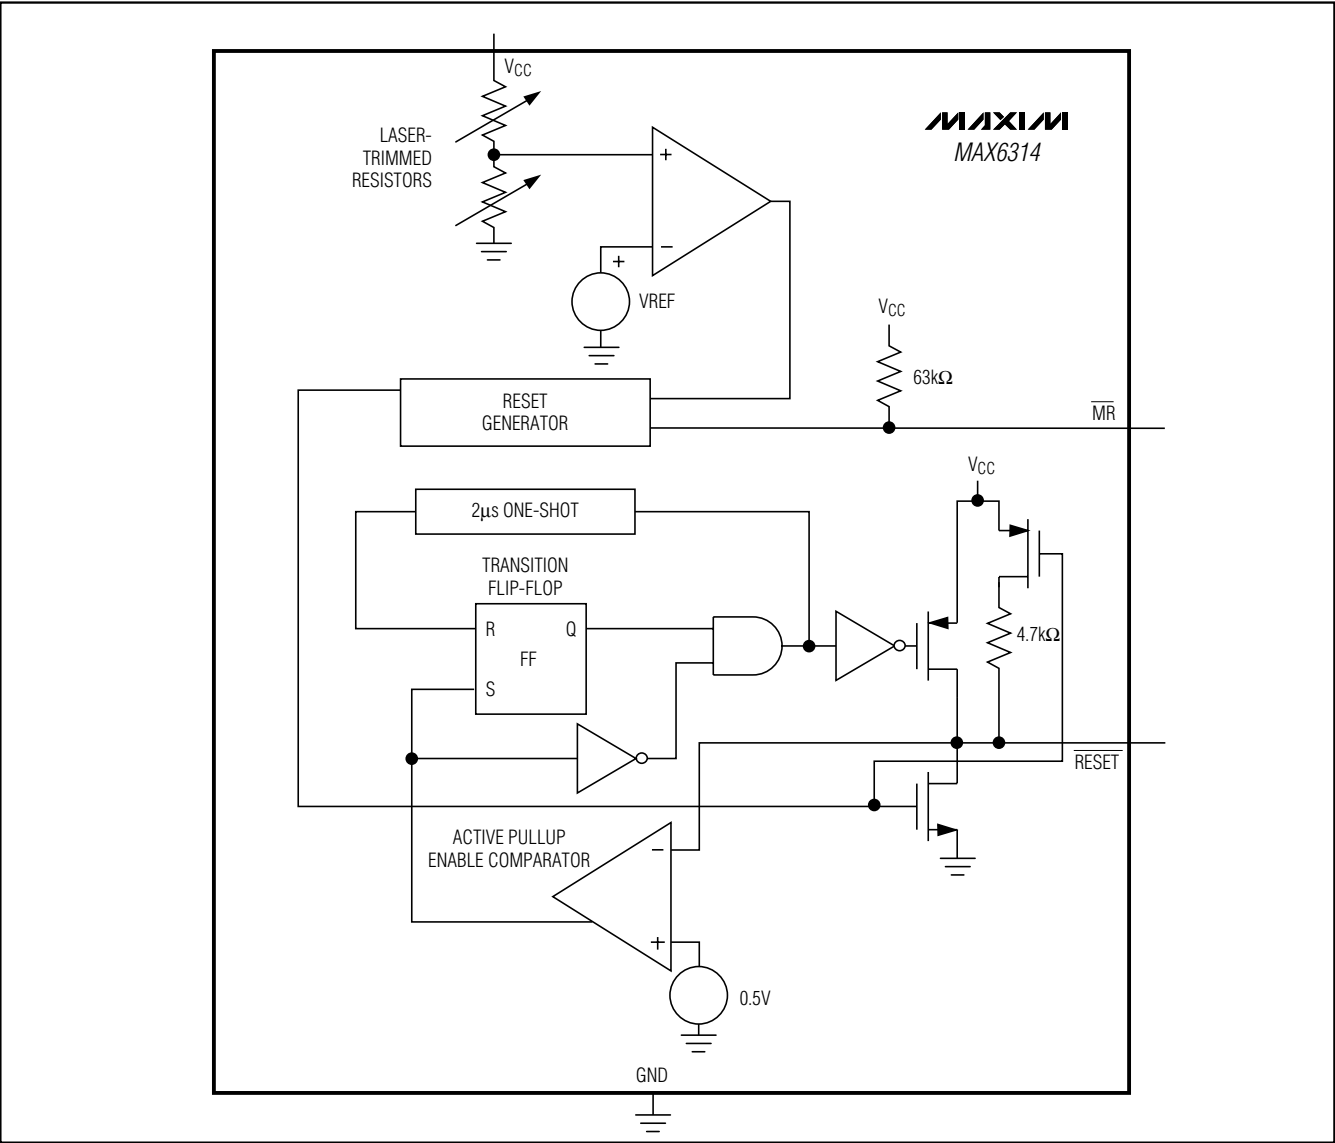 VCC
LASER-
TRIMMED
RESISTORS
+
−
+
VREF
MAXIM
MAX6314
VCC
63kΩ
MR
RESET
GENERATOR
VCC
2µs ONE-SHOT
TRANSITION
FLIP-FLOP
R
Q
FF
S
4.7kΩ
RESET
ACTIVE PULLUP
ENABLE COMPARATOR
−
+
0.5V
GND